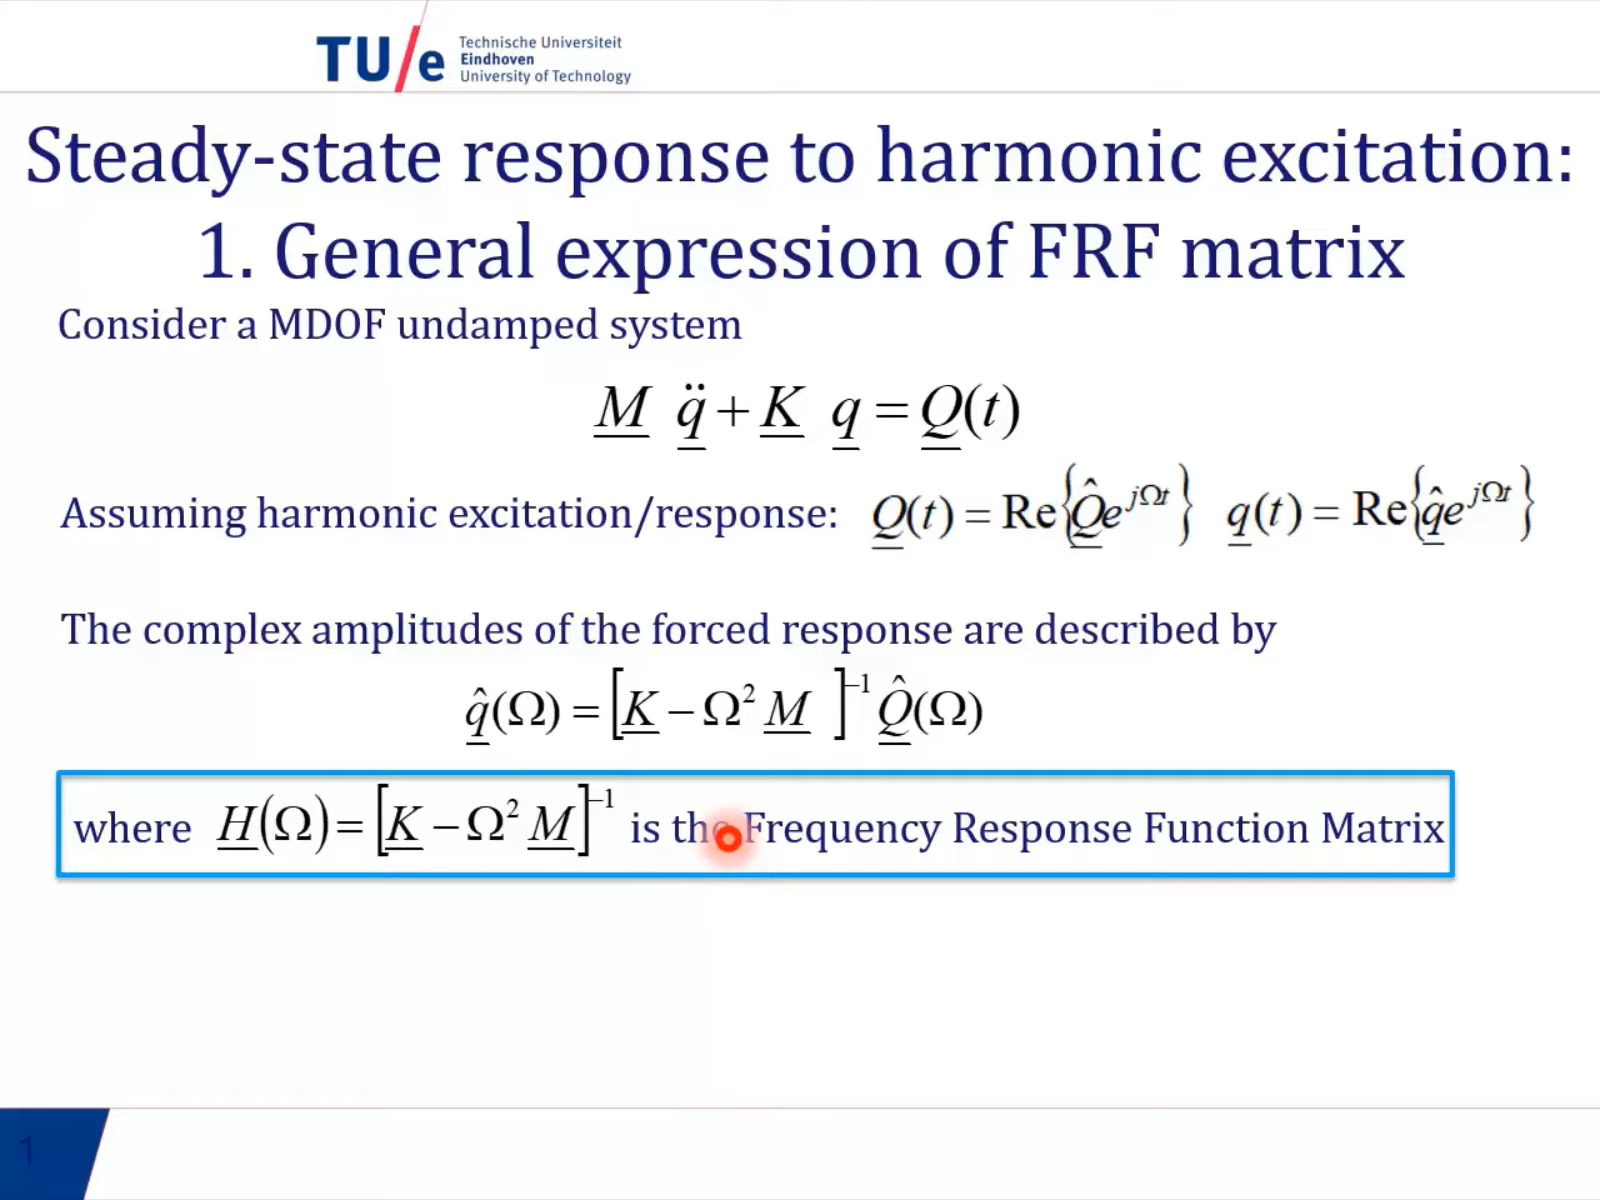 TU/e Technische Universiteit
Eindhoven
University of Technology
Steady-state response to harmonic excitation:
1. General expression of FRF matrix
Consider a MDOF undamped system
M q̈ + K q = Q(t)
Assuming harmonic excitation/response: Q(t) = Re{Q̂e^{jΩt}} q(t) = Re{q̂e^{jΩt}}
The complex amplitudes of the forced response are described by
q̂(Ω) = [K − Ω² M ]⁻¹ Q̂(Ω)
where H(Ω) = [K − Ω² M]⁻¹ is the Frequency Response Function Matrix
1